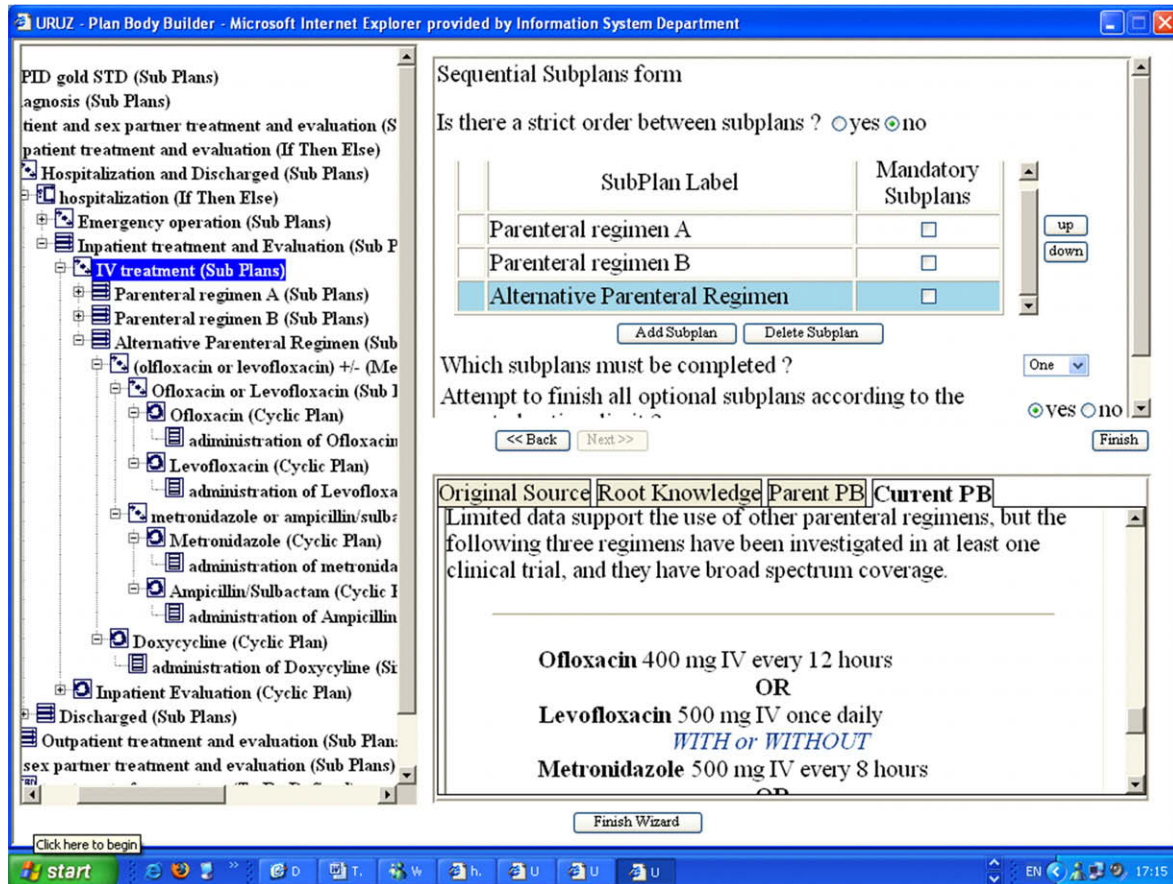 URUZ - Plan Body Builder - Microsoft Internet Explorer provided by Information System Department
PID gold STD (Sub Plans)
agnosis (Sub Plans)
tient and sex partner treatment and evaluation (S
patient treatment and evaluation (If Then Else)
Hospitalization and Discharged (Sub Plans)
hospitalization (If Then Else)
Emergency operation (Sub Plans)
Inpatient treatment and Evaluation (Sub P
IV treatment (Sub Plans)
Parenteral regimen A (Sub Plans)
Parenteral regimen B (Sub Plans)
Alternative Parenteral Regimen (Sub
(olfloxacin or levofloxacin) +/- (Me
Ofloxacin or Levofloxacin (Sub
Ofloxacin (Cyclic Plan)
administration of Ofloxacin
Levofloxacin (Cyclic Plan)
administration of Levofloxa
metronidazole or ampicillin/sulba
Metronidazole (Cyclic Plan)
administration of metronida
Ampicillin/Sulbactam (Cyclic
administration of Ampicillin
Doxycycline (Cyclic Plan)
administration of Doxycyline (Si
Inpatient Evaluation (Cyclic Plan)
Discharged (Sub Plans)
Outpatient treatment and evaluation (Sub Plan
sex partner treatment and evaluation (Sub Plans)
Sequential Subplans form
Is there a strict order between subplans ? yes no
SubPlan Label
Mandatory Subplans
Parenteral regimen A
Parenteral regimen B
Alternative Parenteral Regimen
up
down
Add Subplan Delete Subplan
Which subplans must be completed ? One
Attempt to finish all optional subplans according to the
yes no
<< Back Next >> Finish
Original Source Root Knowledge Parent PB Current PB
Limited data support the use of other parenteral regimens, but the
following three regimens have been investigated in at least one
clinical trial, and they have broad spectrum coverage.
Ofloxacin 400 mg IV every 12 hours
OR
Levofloxacin 500 mg IV once daily
WITH or WITHOUT
Metronidazole 500 mg IV every 8 hours
OR
Finish Wizard
Click here to begin
start D T. W h. U U U EN 17:15